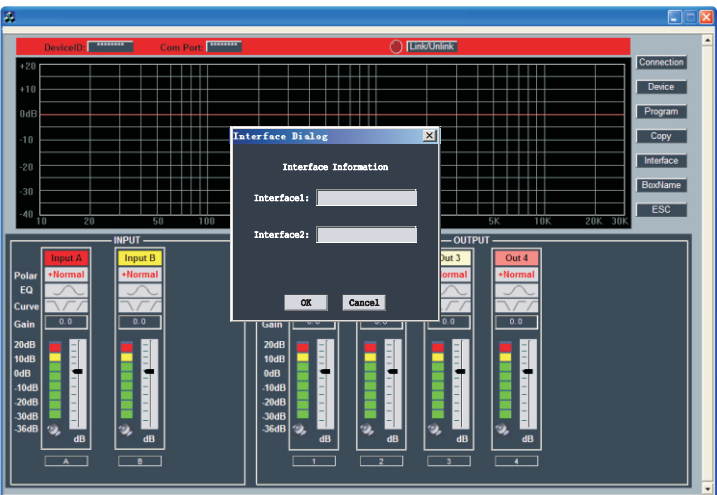 DeviceID: ********
Com Port: ********
Link/Unlink
+20
+10
0dB
-10
-20
-30
-40
10 20 50 100 5K 10K 20K 30K
Connection
Device
Program
Copy
Interface
BoxName
ESC
Interface Dialog
Interface Information
Interface1:
Interface2:
OK Cancel
INPUT
Input A Input B
Polar +Normal +Normal
EQ
Curve
Gain 0.0 0.0
20dB
10dB
0dB
-10dB
-20dB
-30dB
-36dB
dB dB
A B
OUTPUT
Out 3 Out 4
ormal +Normal
Gain 0.0 0.0 0.0 0.0
20dB
10dB
0dB
-10dB
-20dB
-30dB
-36dB
dB dB dB dB
1 2 3 4